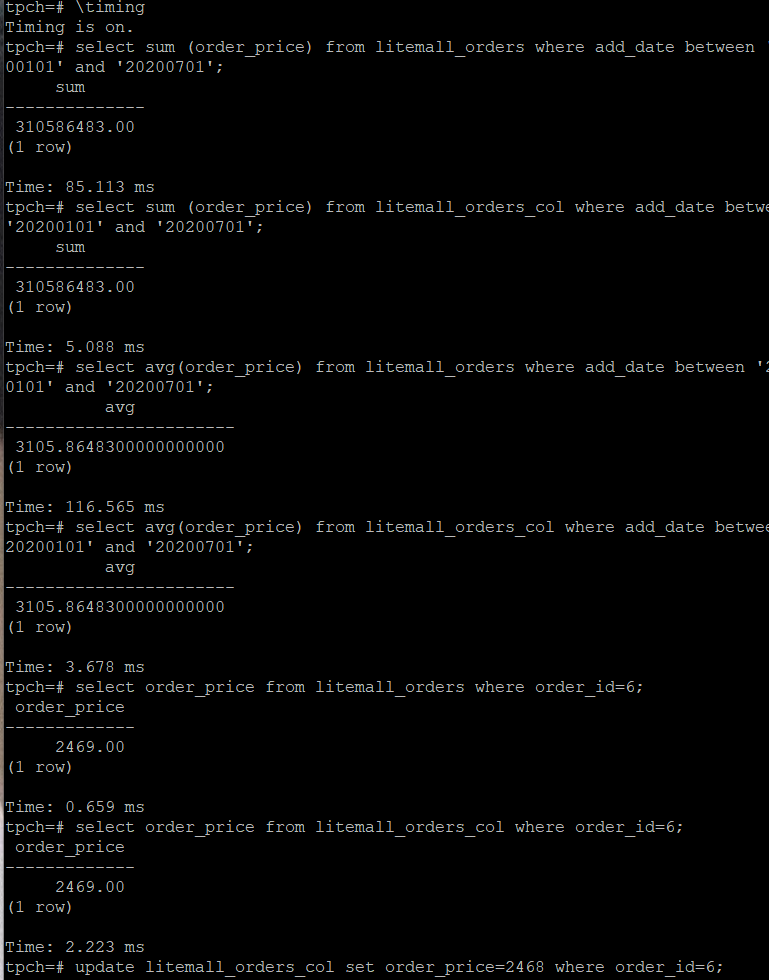 tpch=# \timing
Timing is on.
tpch=# select sum (order_price) from litemall_orders where add_date between '
00101' and '20200701';
sum
--------------
310586483.00
(1 row)
Time: 85.113 ms
tpch=# select sum (order_price) from litemall_orders_col where add_date betwe
'20200101' and '20200701';
sum
--------------
310586483.00
(1 row)
Time: 5.088 ms
tpch=# select avg(order_price) from litemall_orders where add_date between '2
0101' and '20200701';
avg
-----------------------
3105.8648300000000000
(1 row)
Time: 116.565 ms
tpch=# select avg(order_price) from litemall_orders_col where add_date betwee
20200101' and '20200701';
avg
-----------------------
3105.8648300000000000
(1 row)
Time: 3.678 ms
tpch=# select order_price from litemall_orders where order_id=6;
order_price
-------------
2469.00
(1 row)
Time: 0.659 ms
tpch=# select order_price from litemall_orders_col where order_id=6;
order_price
-------------
2469.00
(1 row)
Time: 2.223 ms
tpch=# update litemall_orders_col set order_price=2468 where order_id=6;